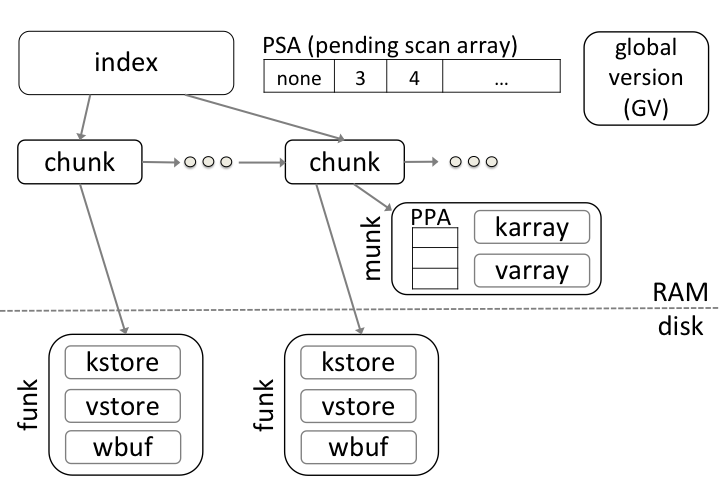 index
PSA (pending scan array)
none 3 4 ...
global
version
(GV)
chunk
chunk
munk
PPA
karray
varray
RAM
disk
funk
kstore
vstore
wbuf
funk
kstore
vstore
wbuf